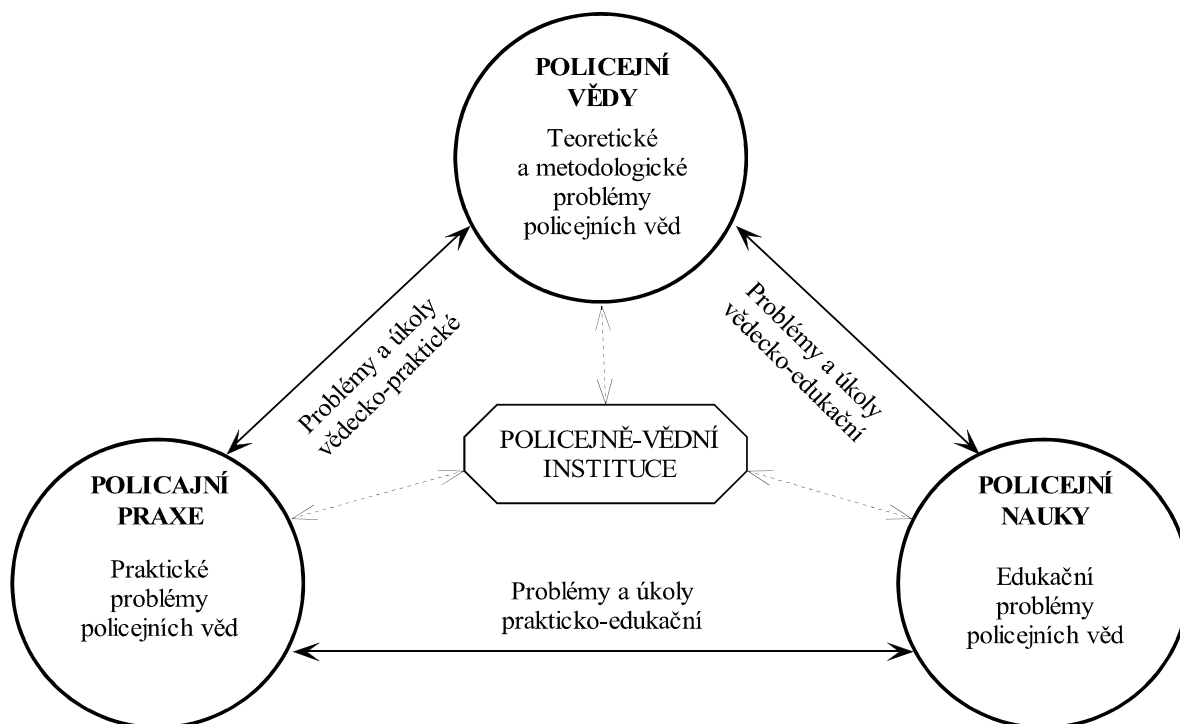 POLICEJNÍ
VĚDY
Teoretické
a metodologické
problémy
policejních věd
Problémy a úkoly
vědecko-praktické
Problémy a úkoly
vědecko-edukační
POLICEJNĚ-VĚDNÍ
INSTITUCE
POLICAJNÍ
PRAXE
Praktické
problémy
policejních věd
Problémy a úkoly
prakticko-edukační
POLICEJNÍ
NAUKY
Edukační
problémy
policejních věd